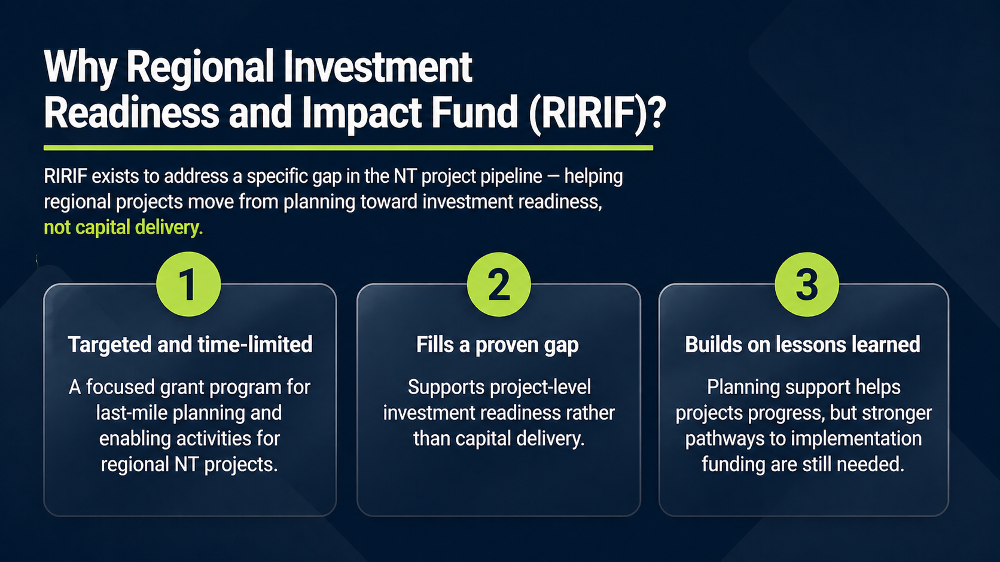 Why Regional Investment
Readiness and Impact Fund (RIRIF)?
RIRIF exists to address a specific gap in the NT project pipeline — helping
regional projects move from planning toward investment readiness,
not capital delivery.
1
Targeted and time-limited
A focused grant program for
last-mile planning and
enabling activities for
regional NT projects.
2
Fills a proven gap
Supports project-level
investment readiness rather
than capital delivery.
3
Builds on lessons learned
Planning support helps
projects progress, but stronger
pathways to implementation
funding are still needed.